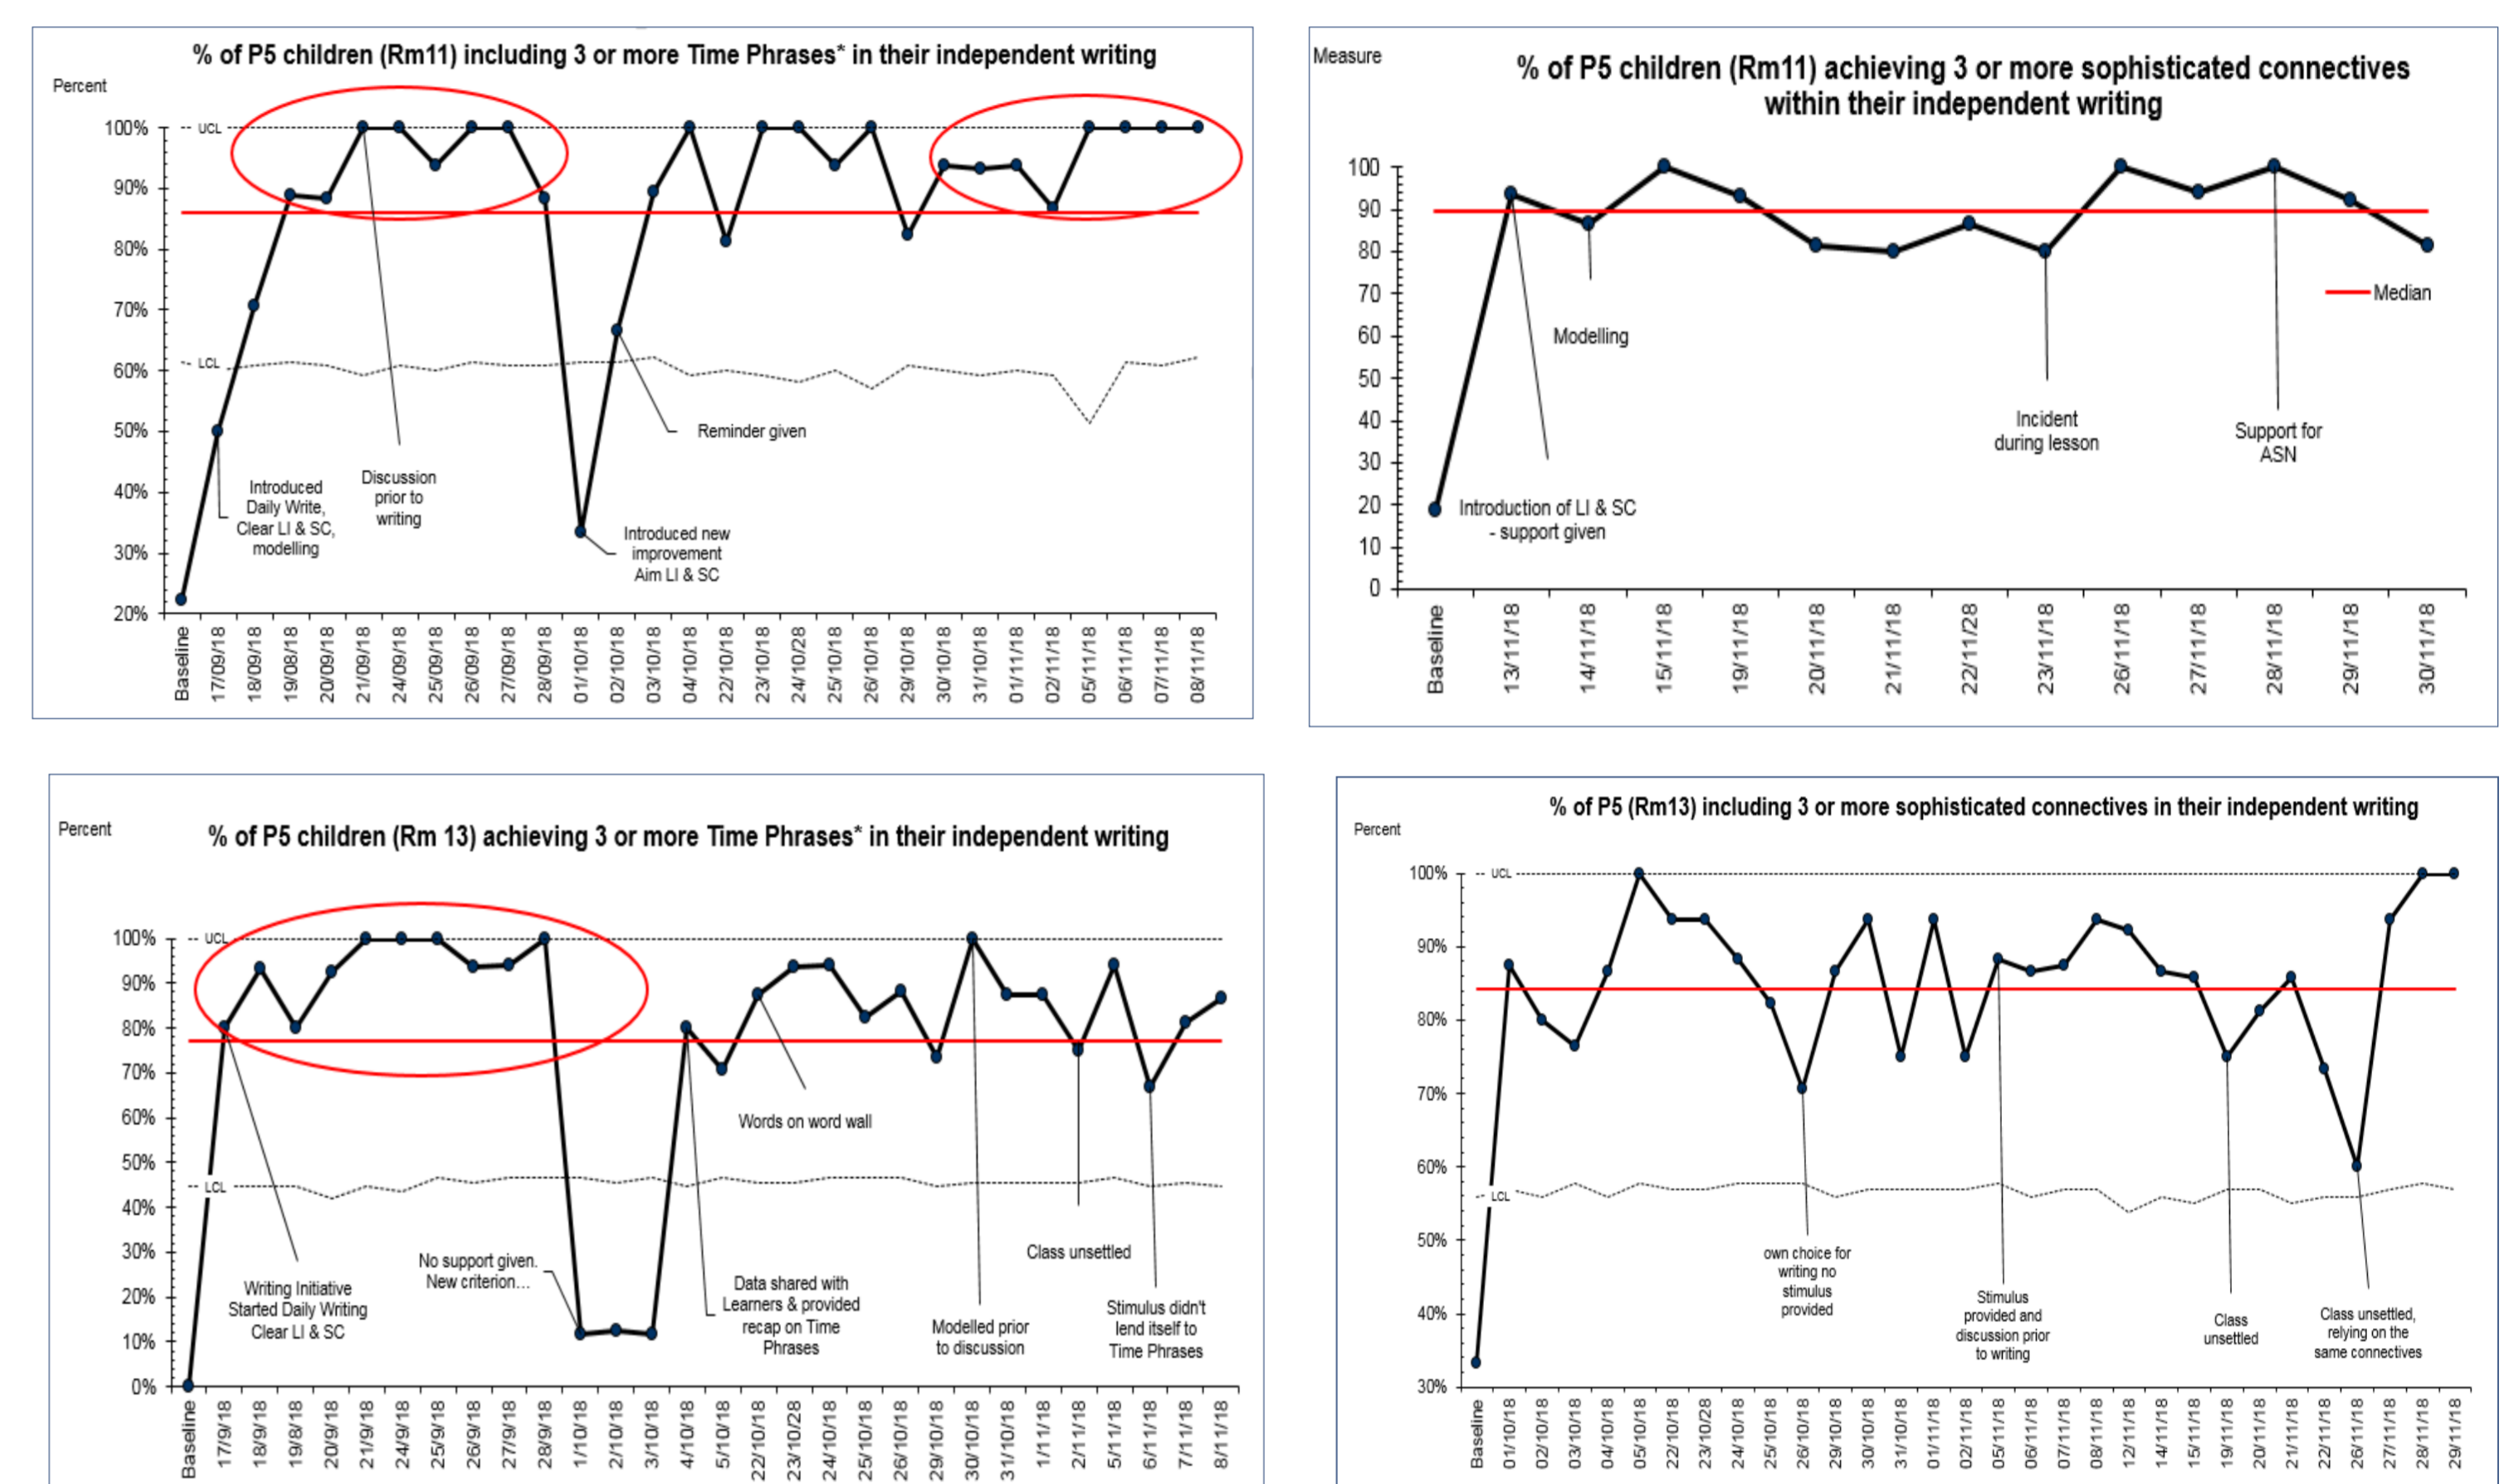 % of P5 children (Rm11) including 3 or more Time Phrases* in their independent writing
Percent
100%
90%
80%
70%
60%
50%
40%
30%
20%
UCL
LCL
Introduced
Daily Write,
Clear LI & SC,
modelling
Discussion
prior to
writing
Introduced new
improvement
Aim LI & SC
Reminder given
Baseline
17/09/18
18/09/18
19/08/18
20/09/18
21/09/18
24/09/18
25/09/18
26/09/18
27/09/18
28/09/18
01/10/18
02/10/18
03/10/18
04/10/18
22/10/18
23/10/18
24/10/28
25/10/18
26/10/18
29/10/18
30/10/18
31/10/18
01/11/18
02/11/18
05/11/18
06/11/18
07/11/18
08/11/18
Measure
% of P5 children (Rm11) achieving 3 or more sophisticated connectives
within their independent writing
100
90
80
70
60
50
40
30
20
10
0
Median
Introduction of LI & SC
- support given
Modelling
Incident
during lesson
Support for
ASN
Baseline
13/11/18
14/11/18
15/11/18
19/11/18
20/11/18
21/11/18
22/11/28
23/11/18
26/11/18
27/11/18
28/11/18
29/11/18
30/11/18
Percent
% of P5 children (Rm 13) achieving 3 or more Time Phrases* in their independent writing
100%
90%
80%
70%
60%
50%
40%
30%
20%
10%
0%
UCL
LCL
Writing Initiative
Started Daily Writing
Clear LI & SC
No support given.
New criterion…
Data shared with
Learners & provided
recap on Time
Phrases
Words on word wall
Modelled prior
to discussion
Class unsettled
Stimulus didn't
lend itself to
Time Phrases
Baseline
17/9/18
18/9/18
19/8/18
20/9/18
21/9/18
24/9/18
25/9/18
26/9/18
27/9/18
28/9/18
1/10/18
2/10/18
3/10/18
4/10/18
5/10/18
22/10/18
23/10/28
24/10/18
25/10/18
26/10/18
29/10/18
30/10/18
31/10/18
1/11/18
2/11/18
5/11/18
6/11/18
7/11/18
8/11/18
% of P5 (Rm13) including 3 or more sophisticated connectives in their independent writing
Percent
100%
90%
80%
70%
60%
50%
40%
30%
UCL
LCL
own choice for
writing no
stimulus
provided
Stimulus
provided and
discussion prior
to writing
Class
unsettled
Class unsettled,
relying on the
same connectives
Baseline
01/10/18
02/10/18
03/10/18
04/10/18
05/10/18
22/10/18
23/10/28
24/10/18
25/10/18
26/10/18
29/10/18
30/10/18
31/10/18
01/11/18
02/11/18
05/11/18
06/11/18
07/11/18
08/11/18
12/11/18
14/11/18
15/11/18
19/11/18
20/11/18
21/11/18
22/11/18
26/11/18
27/11/18
28/11/18
29/11/18